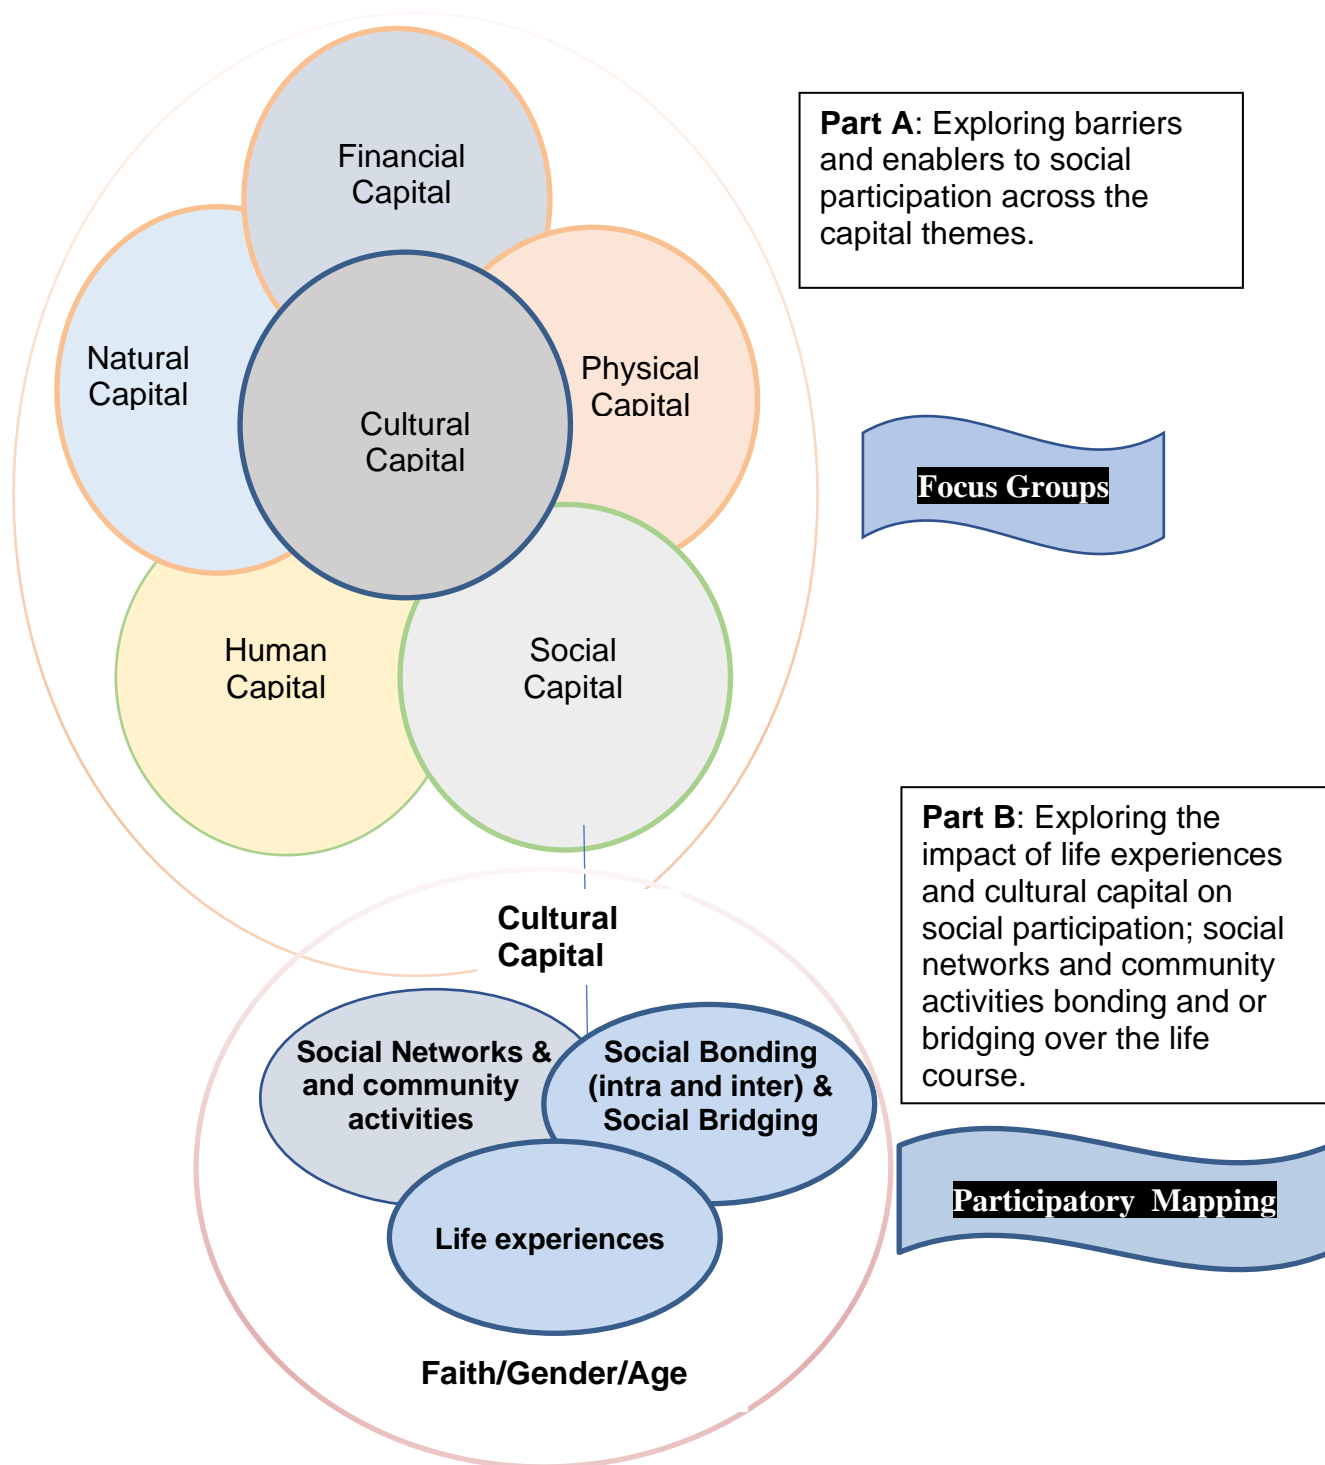 Financial
Capital
Part A: Exploring barriers
and enablers to social
participation across the
capital themes.
Natural
Capital
Physical
Capital
Cultural
Capital
Focus Groups
Human
Capital
Social
Capital
Part B: Exploring the
impact of life experiences
and cultural capital on
social participation; social
networks and community
activities bonding and or
bridging over the life
course.
Cultural
Capital
Social Networks &
and community
activities
Social Bonding
(intra and inter) &
Social Bridging
Participatory Mapping
Life experiences
Faith/Gender/Age